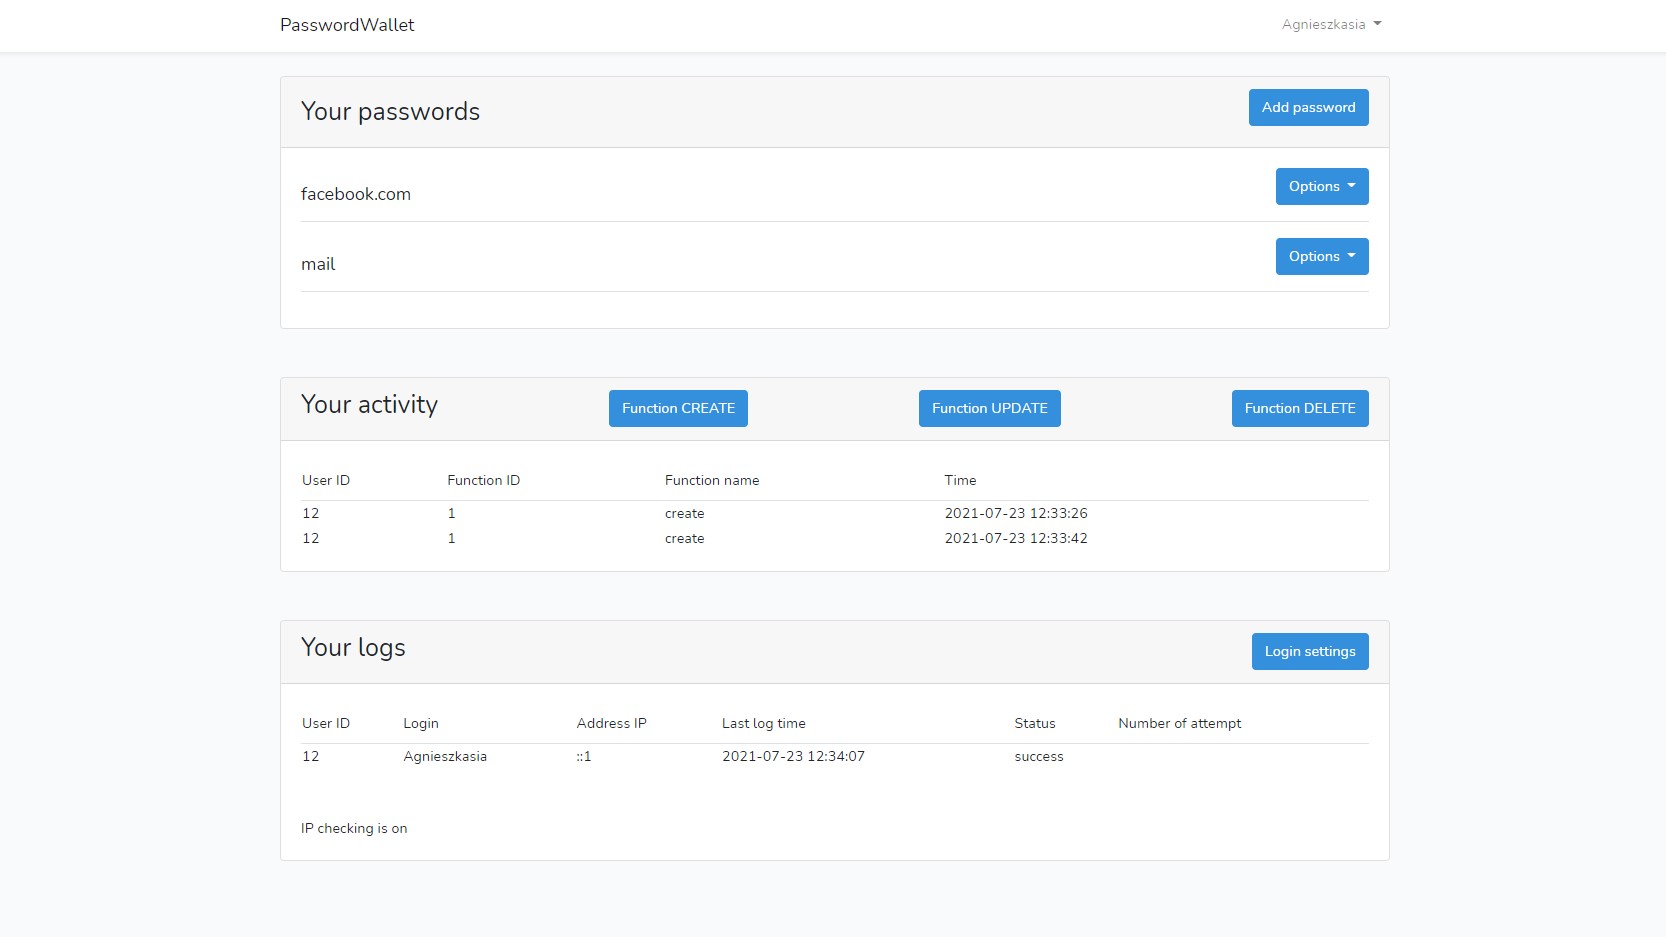 PasswordWallet Agnieszkasia
Your passwords Add password
facebook.com Options
mail Options
Your activity Function CREATE Function UPDATE Function DELETE
User ID Function ID Function name Time
12 1 create 2021-07-23 12:33:26
12 1 create 2021-07-23 12:33:42
Your logs Login settings
User ID Login Address IP Last log time Status Number of attempt
12 Agnieszkasia ::1 2021-07-23 12:34:07 success
IP checking is on